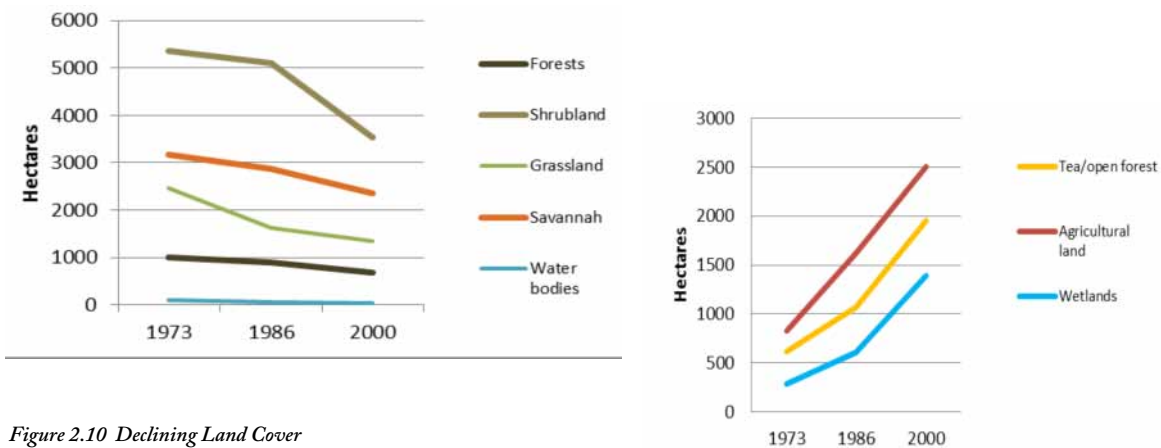 6000
5000
4000
3000
2000
1000
0
Hectares
1973 1986 2000
Forests
Shrubland
Grassland
Savannah
Water
bodies
3000
2500
2000
1500
1000
500
0
Hectares
1973 1986 2000
Tea/open forest
Agricultural
land
Wetlands
Figure 2.10 Declining Land Cover